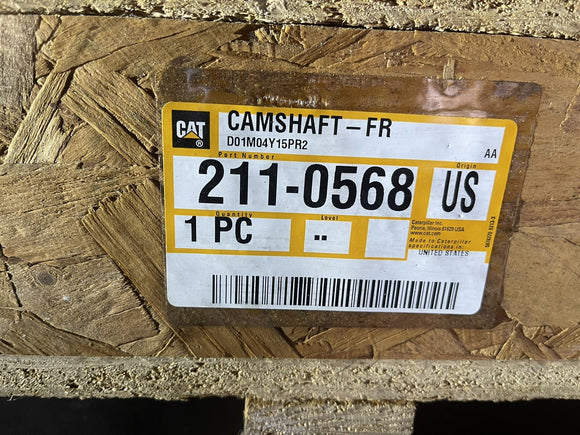 CAT®
CAMSHAFT-FR
D01M04Y15PR2
AA
Part Number
Origin
211-0568
US
Quantity
Level
1 PC
--
Caterpillar Inc.
Peoria, Illinois 61629 USA
www.cat.com
Made to Caterpillar
specifications in:
UNITED STATES